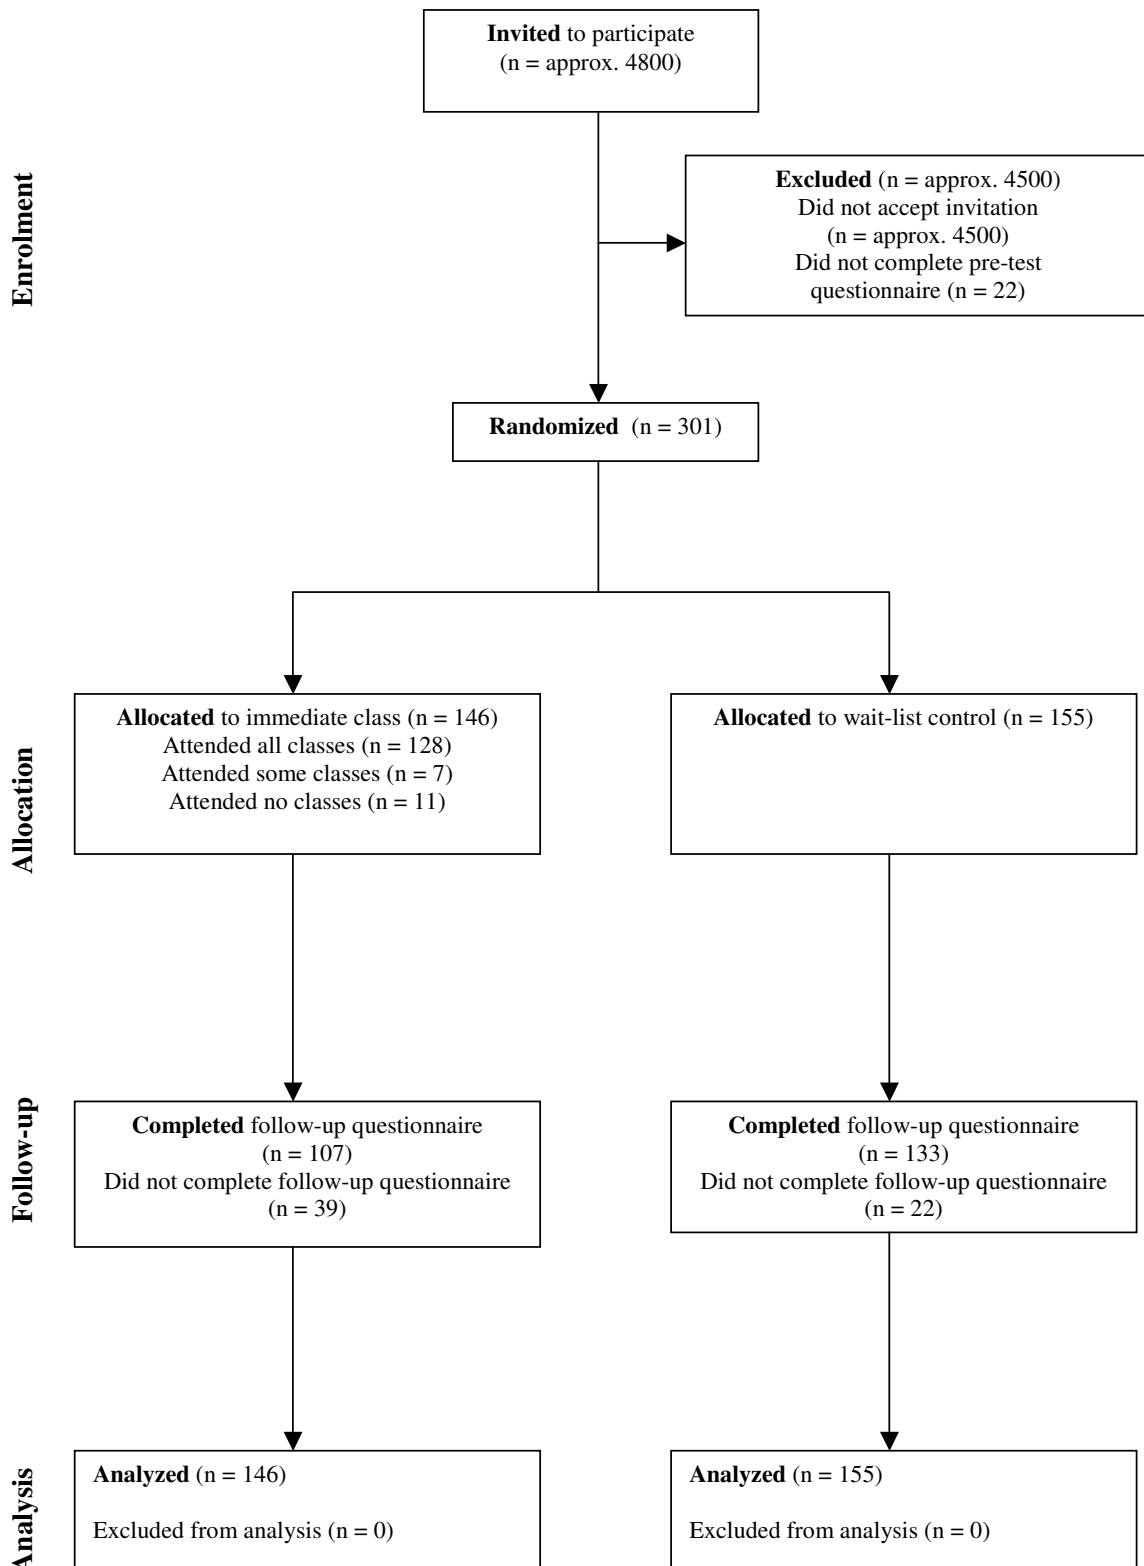 Invited to participate
(n = approx. 4800)
Enrolment
Excluded (n = approx. 4500)
Did not accept invitation
(n = approx. 4500)
Did not complete pre-test
questionnaire (n = 22)
Randomized (n = 301)
Allocation
Allocated to immediate class (n = 146)
Attended all classes (n = 128)
Attended some classes (n = 7)
Attended no classes (n = 11)
Allocated to wait-list control (n = 155)
Follow-up
Completed follow-up questionnaire
(n = 107)
Did not complete follow-up questionnaire
(n = 39)
Completed follow-up questionnaire
(n = 133)
Did not complete follow-up questionnaire
(n = 22)
Analysis
Analyzed (n = 146)
Excluded from analysis (n = 0)
Analyzed (n = 155)
Excluded from analysis (n = 0)